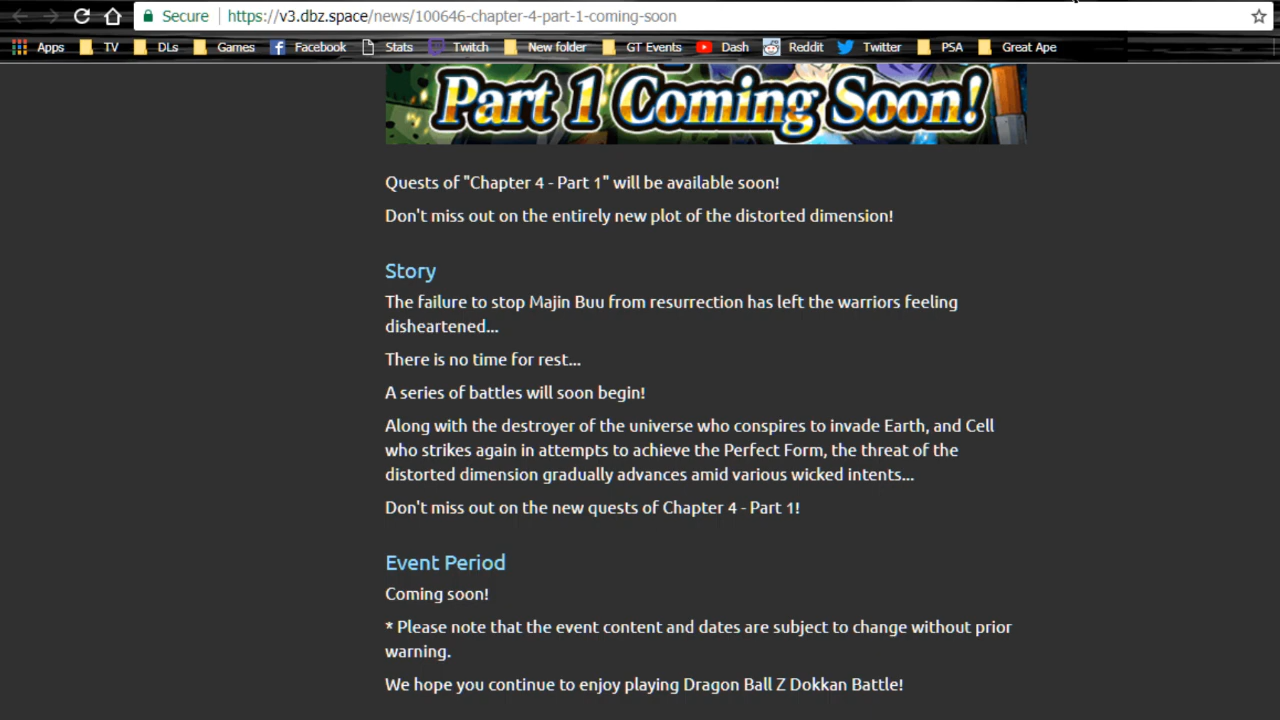 Secure https://v3.dbz.space/news/100646-chapter-4-part-1-coming-soon
Apps TV DLs Games Facebook Stats Twitch New folder GT Events Dash Reddit Twitter PSA Great Ape
Part 1 Coming Soon!
Quests of "Chapter 4 - Part 1" will be available soon!
Don't miss out on the entirely new plot of the distorted dimension!
Story
The failure to stop Majin Buu from resurrection has left the warriors feeling
disheartened...
There is no time for rest...
A series of battles will soon begin!
Along with the destroyer of the universe who conspires to invade Earth, and Cell
who strikes again in attempts to achieve the Perfect Form, the threat of the
distorted dimension gradually advances amid various wicked intents...
Don't miss out on the new quests of Chapter 4 - Part 1!
Event Period
Coming soon!
* Please note that the event content and dates are subject to change without prior
warning.
We hope you continue to enjoy playing Dragon Ball Z Dokkan Battle!